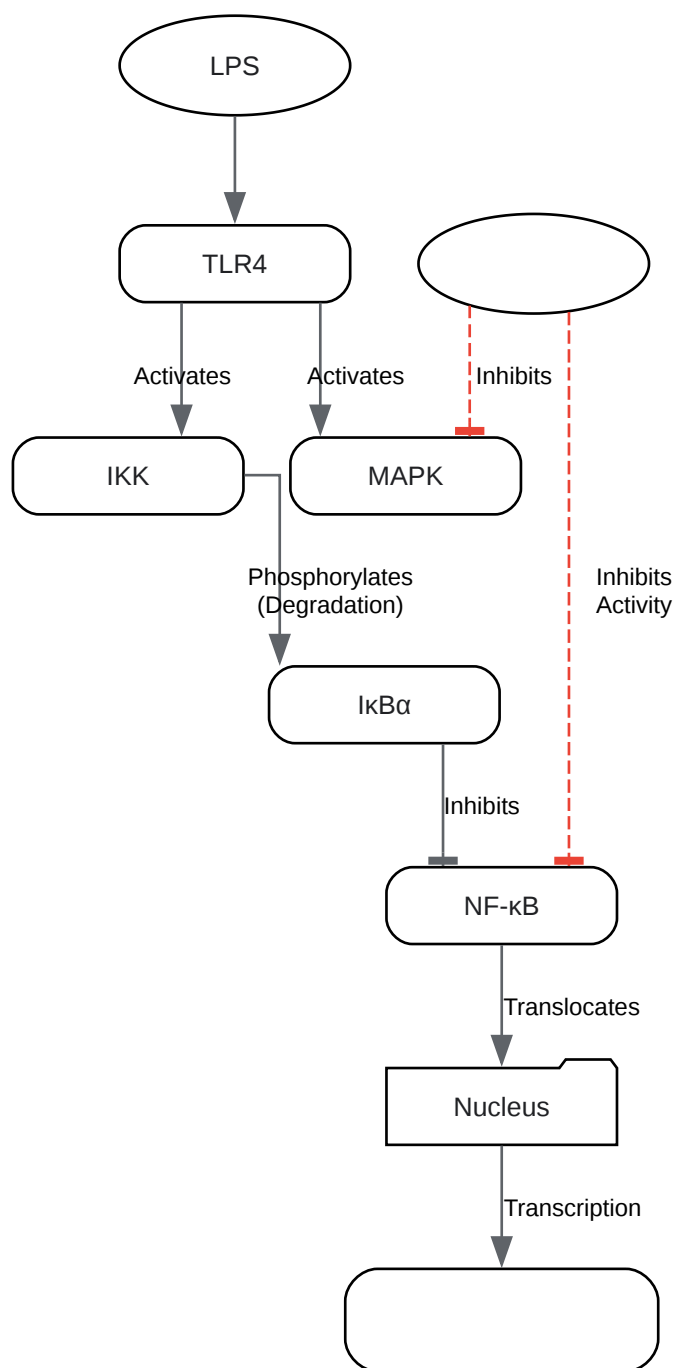 LPS
TLR4
Activates
Activates
Inhibits
IKK
MAPK
Phosphorylates
(Degradation)
Inhibits
Activity
IκBα
Inhibits
NF-κB
Translocates
Nucleus
Transcription